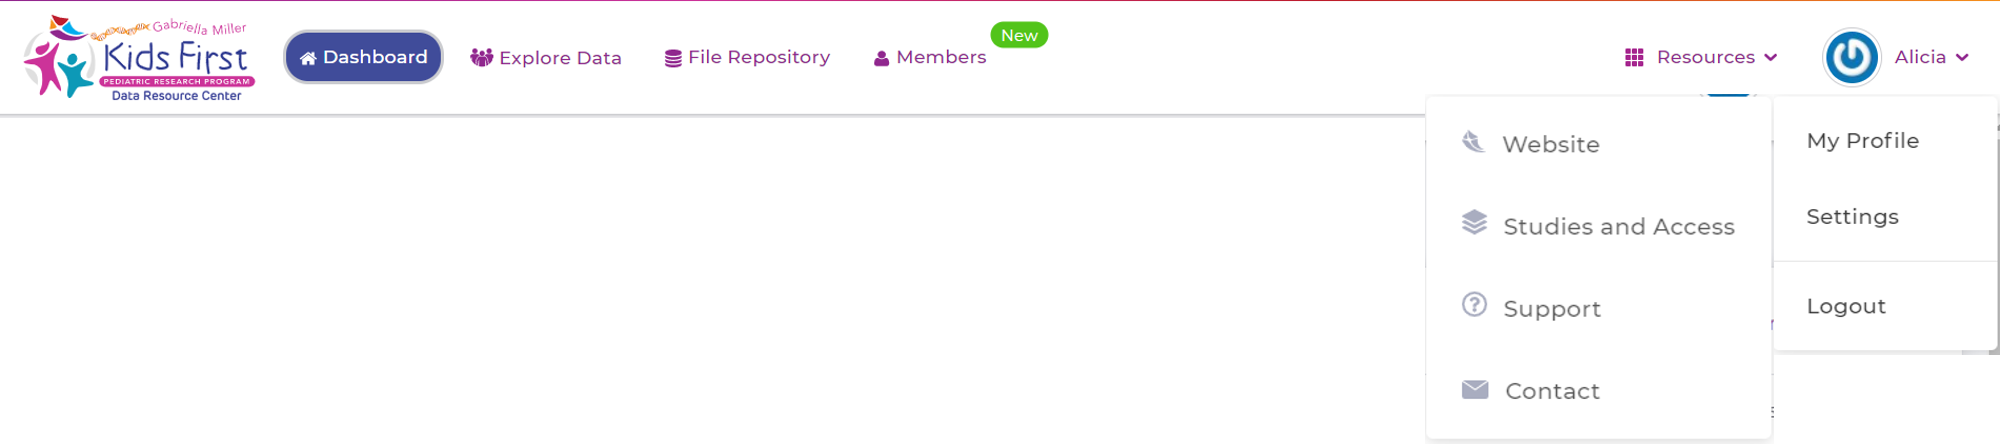 Gabriella Miller
Kids First
PEDIATRIC RESEARCH PROGRAM
Data Resource Center
Dashboard
Explore Data
File Repository
Members
New
Resources
Alicia
Website
Studies and Access
Support
Contact
My Profile
Settings
Logout